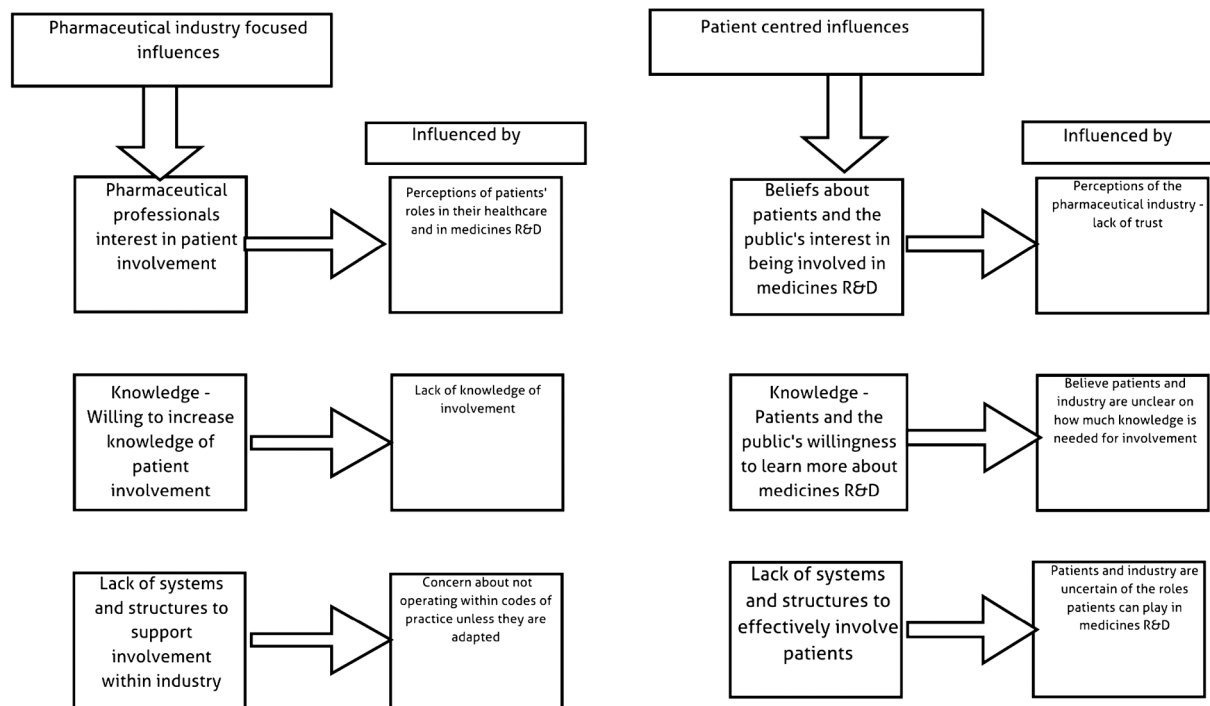 Pharmaceutical industry focused
influences
Influenced by
Pharmaceutical
professionals
interest in patient
involvement
Perceptions of patients'
roles in their healthcare
and in medicines R&D
Knowledge -
Willing to increase
knowledge of
patient
involvement
Lack of knowledge of
involvement
Lack of systems
and structures to
support
involvement
within industry
Concern about not
operating within codes of
practice unless they are
adapted
Patient centred influences
Influenced by
Beliefs about
patients and the
public's interest in
being involved in
medicines R&D
Perceptions of the
pharmaceutical industry -
lack of trust
Knowledge -
Patients and
the public's willingness
to learn more about
medicines R&D
Believe patients and
industry are unclear on
how much knowledge is
needed for involvement
Lack of systems
and structures to
effectively involve
patients
Patients and industry are
uncertain of the roles
patients can play in
medicines R&D